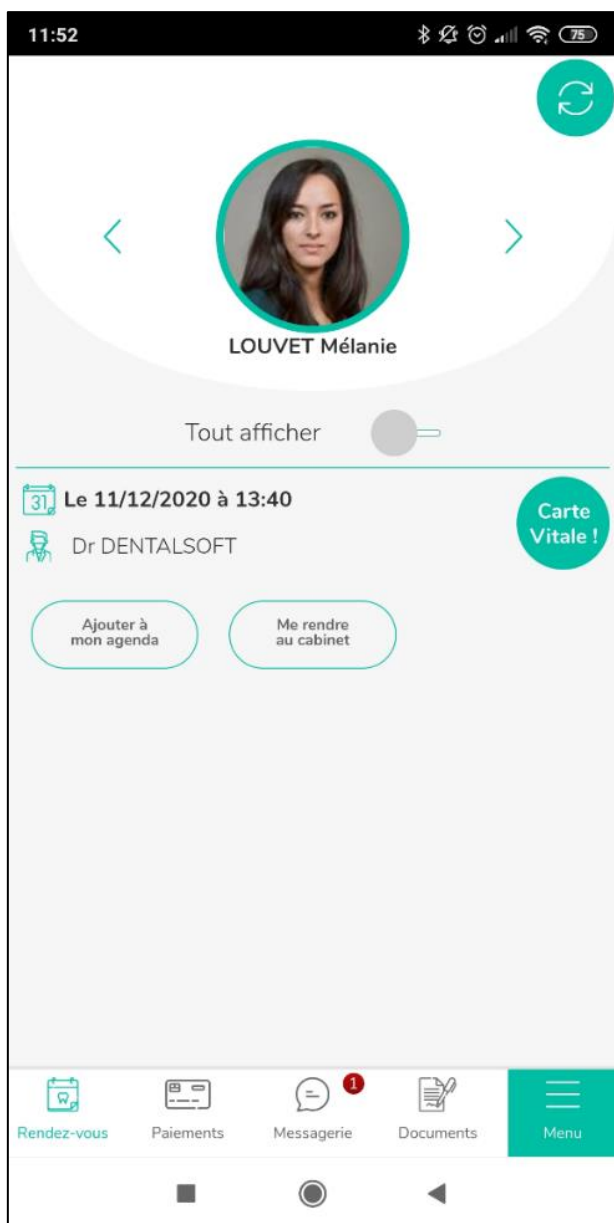 11:52
75
LOUVET Mélanie
Tout afficher
31
Le 11/12/2020 à 13:40
Carte
Vitale !
Dr DENTALSOFT
Ajouter à
mon agenda
Me rendre
au cabinet
1
Rendez-vous
Paiements
Messagerie
Documents
Menu